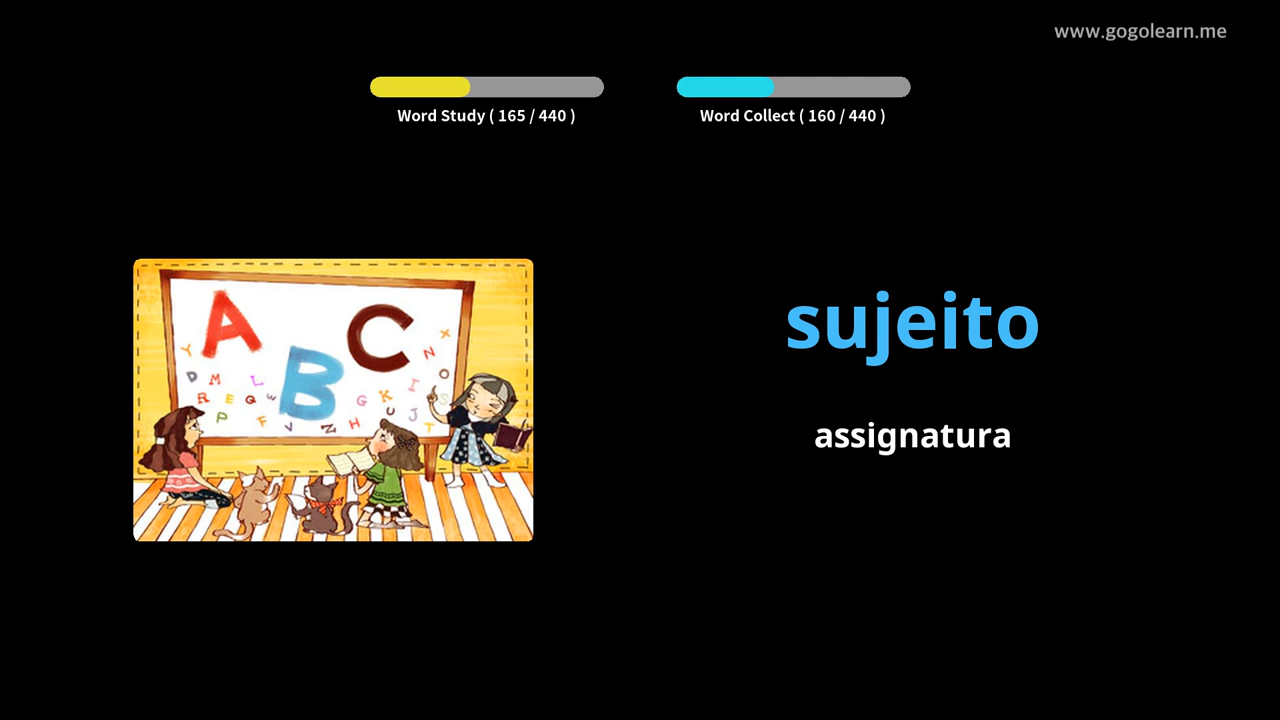 www.gogolearn.me
Word Study ( 165 / 440 )
Word Collect ( 160 / 440 )
sujeito
assignatura
A
B
C
Y
D M L
R E Q W
P F V Z H
G K I
U J T
X
N
O
S